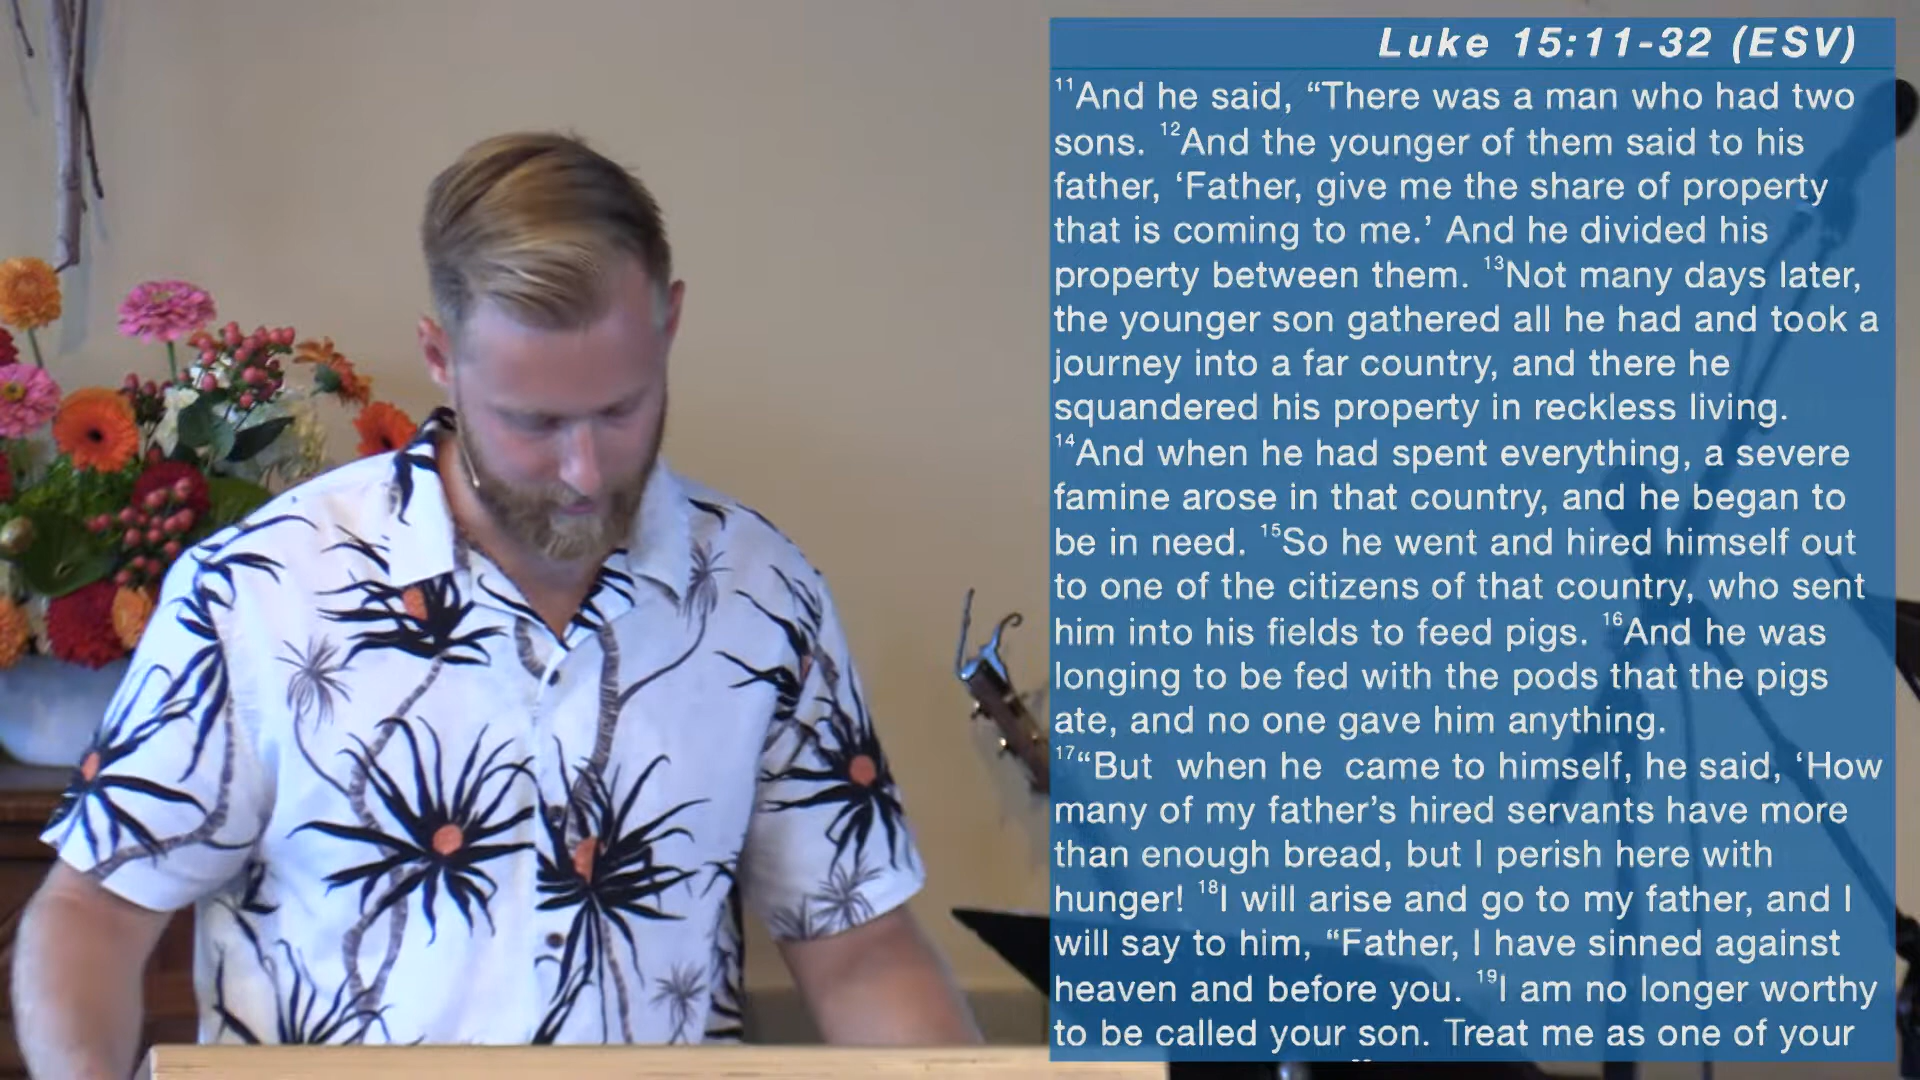 Luke 15:11-32 (ESV)
¹¹And he said, “There was a man who had two
sons. ¹²And the younger of them said to his
father, ‘Father, give me the share of property
that is coming to me.’ And he divided his
property between them. ¹³Not many days later,
the younger son gathered all he had and took a
journey into a far country, and there he
squandered his property in reckless living.
¹⁴And when he had spent everything, a severe
famine arose in that country, and he began to
be in need. ¹⁵So he went and hired himself out
to one of the citizens of that country, who sent
him into his fields to feed pigs. ¹⁶And he was
longing to be fed with the pods that the pigs
ate, and no one gave him anything.
¹⁷“But when he came to himself, he said, ‘How
many of my father’s hired servants have more
than enough bread, but I perish here with
hunger! ¹⁸I will arise and go to my father, and I
will say to him, “Father, I have sinned against
heaven and before you. ¹⁹I am no longer worthy
to be called your son. Treat me as one of your